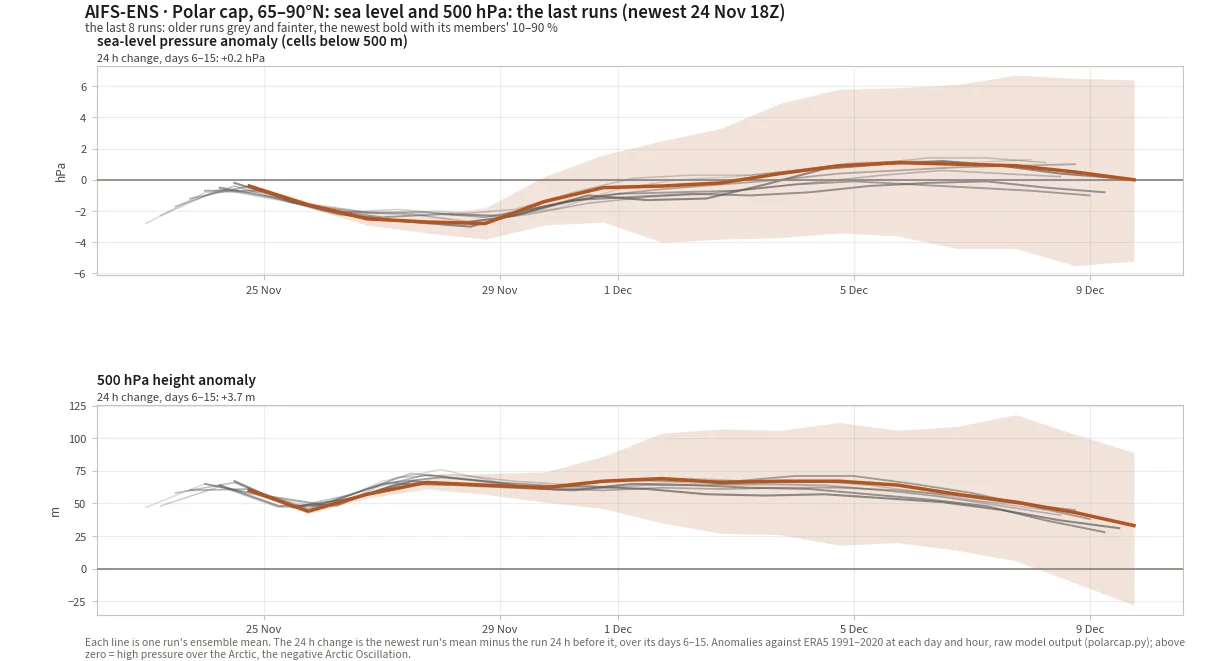 AIFS-ENS · Polar cap, 65–90°N: sea level and 500 hPa: the last runs (newest 24 Nov 18Z)
the last 8 runs: older runs grey and fainter, the newest bold with its members' 10–90 %
sea-level pressure anomaly (cells below 500 m)
24 h change, days 6–15: +0.2 hPa
hPa
6
4
2
0
−2
−4
−6
25 Nov
29 Nov
1 Dec
5 Dec
9 Dec
500 hPa height anomaly
24 h change, days 6–15: +3.7 m
m
125
100
75
50
25
0
−25
25 Nov
29 Nov
1 Dec
5 Dec
9 Dec
Each line is one run's ensemble mean. The 24 h change is the newest run's mean minus the run 24 h before it, over its days 6–15. Anomalies against ERA5 1991–2020 at each day and hour, raw model output (polarcap.py); above
zero = high pressure over the Arctic, the negative Arctic Oscillation.